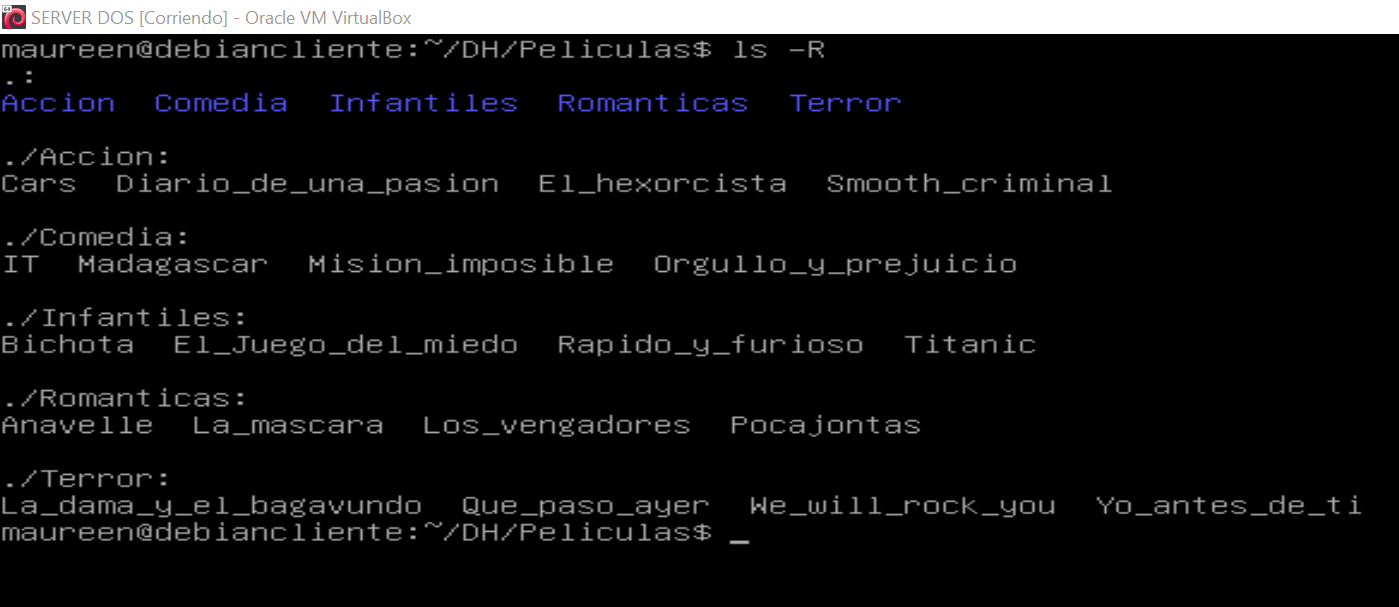 64
SERVER DOS [Corriendo] - Oracle VM VirtualBox
maureen@debiancliente:~/DH/Peliculas$ ls -R
.:
Accion  Comedia  Infantiles  Romanticas  Terror
./Accion:
Cars  Diario_de_una_pasion  El_hexorcista  Smooth_criminal
./Comedia:
IT  Madagascar  Mision_imposible  Orgullo_y_prejuicio
./Infantiles:
Bichota  El_Juego_del_miedo  Rapido_y_furioso  Titanic
./Romanticas:
Anavelle  La_mascara  Los_vengadores  Pocajontas
./Terror:
La_dama_y_el_bagavundo  Que_paso_ayer  We_will_rock_you  Yo_antes_de_ti
maureen@debiancliente:~/DH/Peliculas$ _